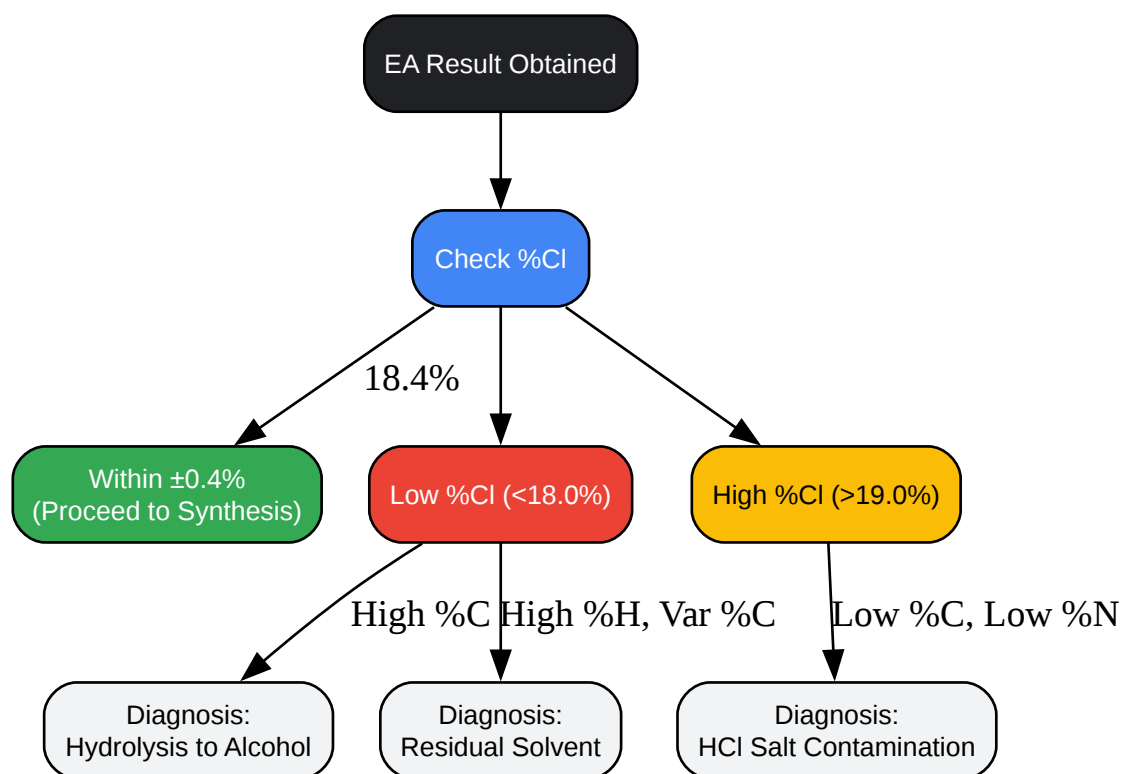 EA Result Obtained
Check %Cl
18.4%
Within ±0.4%
(Proceed to Synthesis)
Low %Cl (<18.0%)
High %Cl (>19.0%)
High %C
High %H, Var %C
Low %C, Low %N
Diagnosis:
Hydrolysis to Alcohol
Diagnosis:
Residual Solvent
Diagnosis:
HCl Salt Contamination